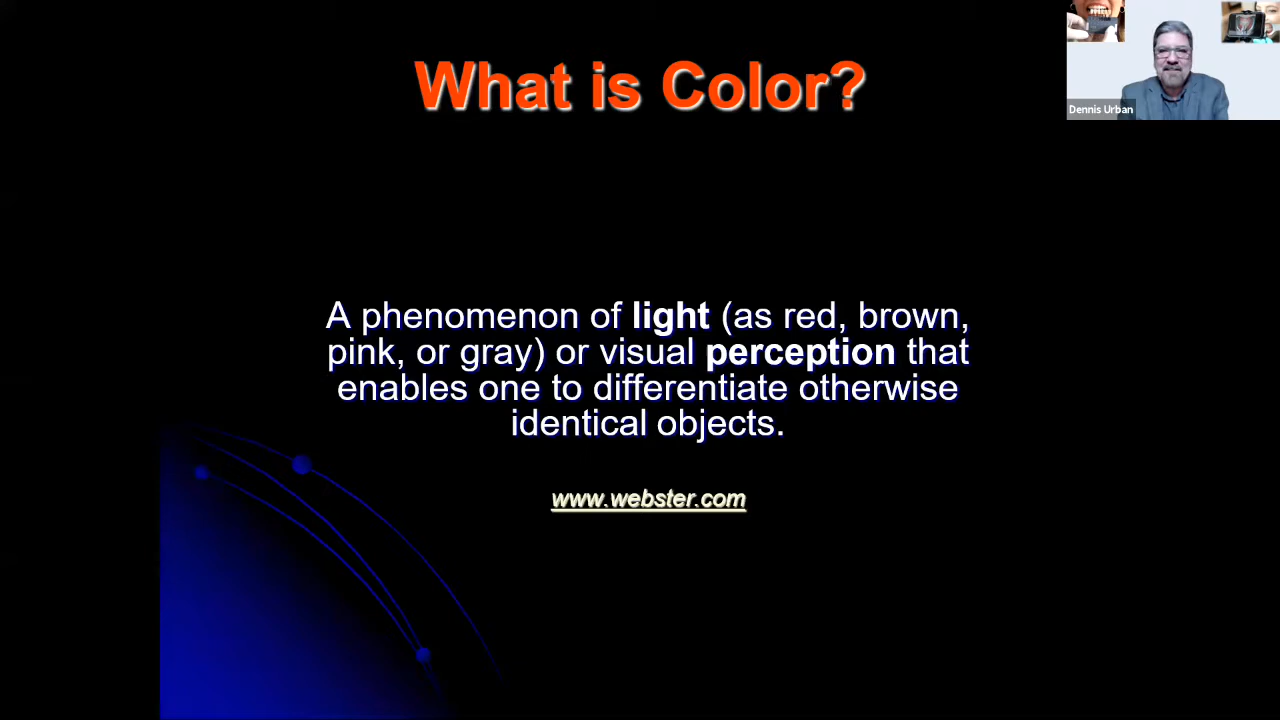 What is Color?
Dennis Urban
A phenomenon of light (as red, brown,
pink, or gray) or visual perception that
enables one to differentiate otherwise
identical objects.
www.webster.com